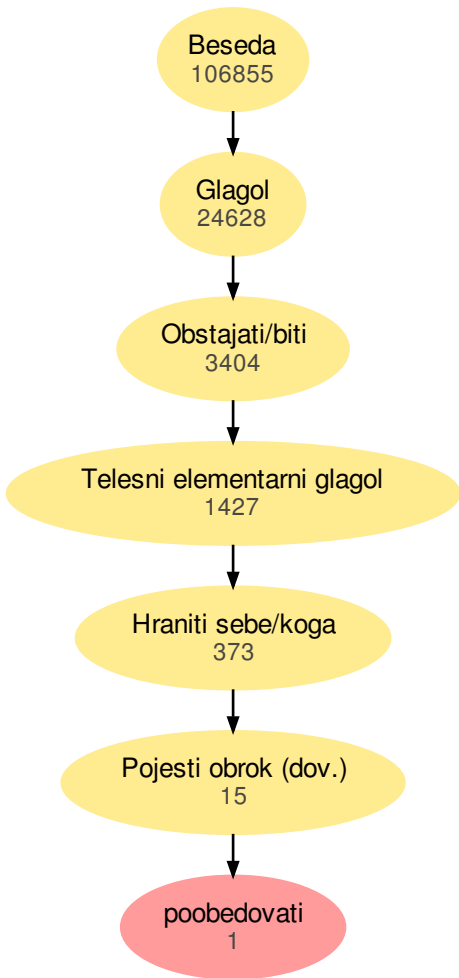 Beseda
106855
Glagol
24628
Obstajati/biti
3404
Telesni elementarni glagol
1427
Hraniti sebe/koga
373
Pojesti obrok (dov.)
15
poobedovati
1